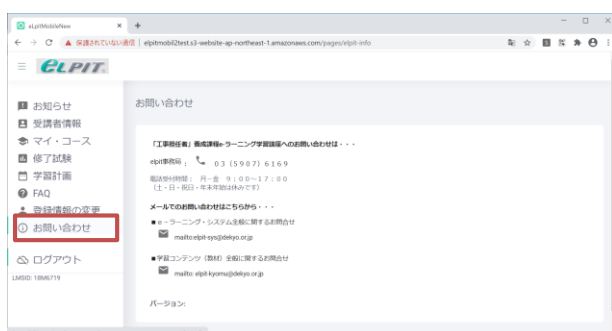 eLpitMobileNew
保護されていない通信 | elpitmobil2test.s3-website-ap-northeast-1.amazonaws.com/pages/elpit-info
eLPIT
お知らせ
受講者情報
マイ・コース
修了試験
学習計画
FAQ
登録情報の変更
お問い合わせ
ログアウト
LMSID: 18M6719
お問い合わせ
「工事担任者」養成課程e-ラーニング学習講座へのお問い合わせは・・・
elpit事務局 : 03 (5907) 6169
電話受付時間： 月-金 9：00～17：00
（土・日・祝日・年末年始は休みです）
メールでのお問い合わせはこちらから・・・
■e－ラーニング・システム全般に関するお問合せ
mailto:elpit-sys@dekyo.or.jp
■学習コンテンツ（教材）全般に関するお問合せ
mailto: elpit-kyomu@dekyo.or.jp
バージョン: